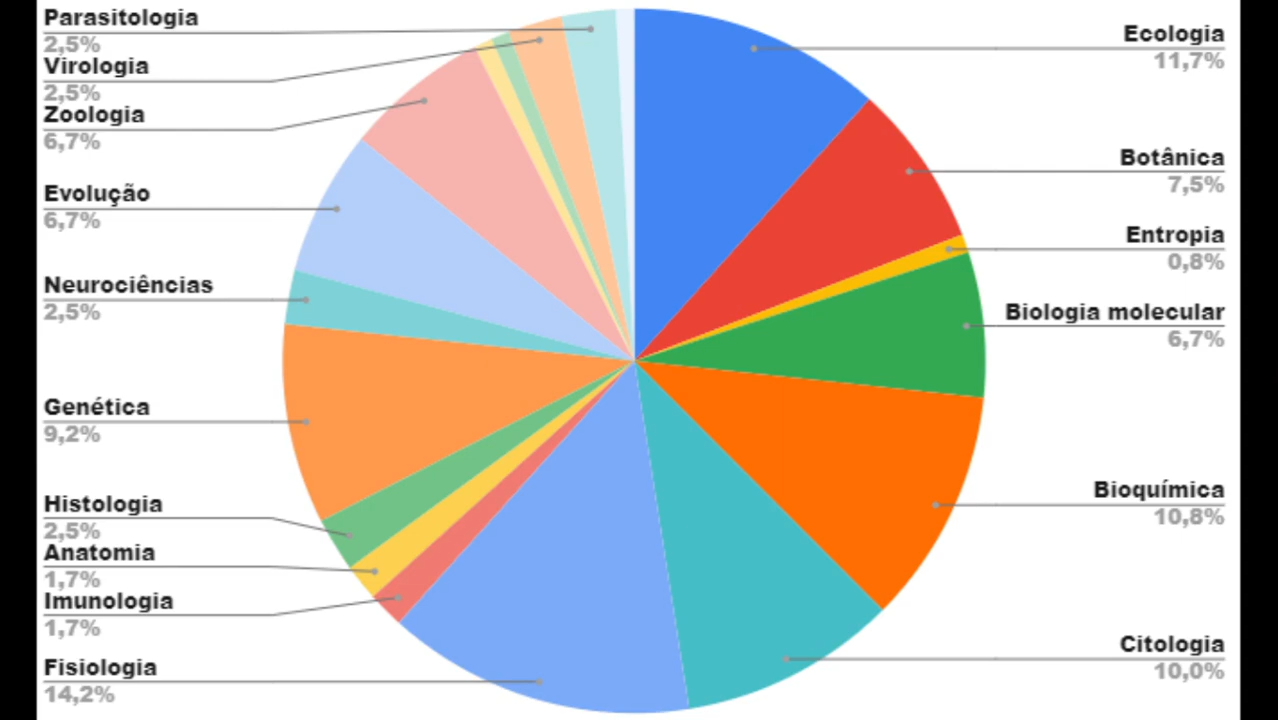 Parasitologia
2,5%
Virologia
2,5%
Zoologia
6,7%
Evolução
6,7%
Neurociências
2,5%
Genética
9,2%
Histologia
2,5%
Anatomia
1,7%
Imunologia
1,7%
Fisiologia
14,2%
Ecologia
11,7%
Botânica
7,5%
Entropia
0,8%
Biologia molecular
6,7%
Bioquímica
10,8%
Citologia
10,0%